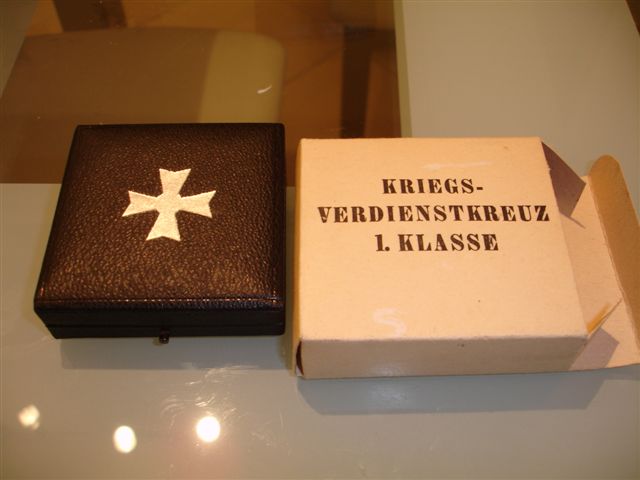 KRIEGS-
VERDIENSTKREUZ
1. KLASSE